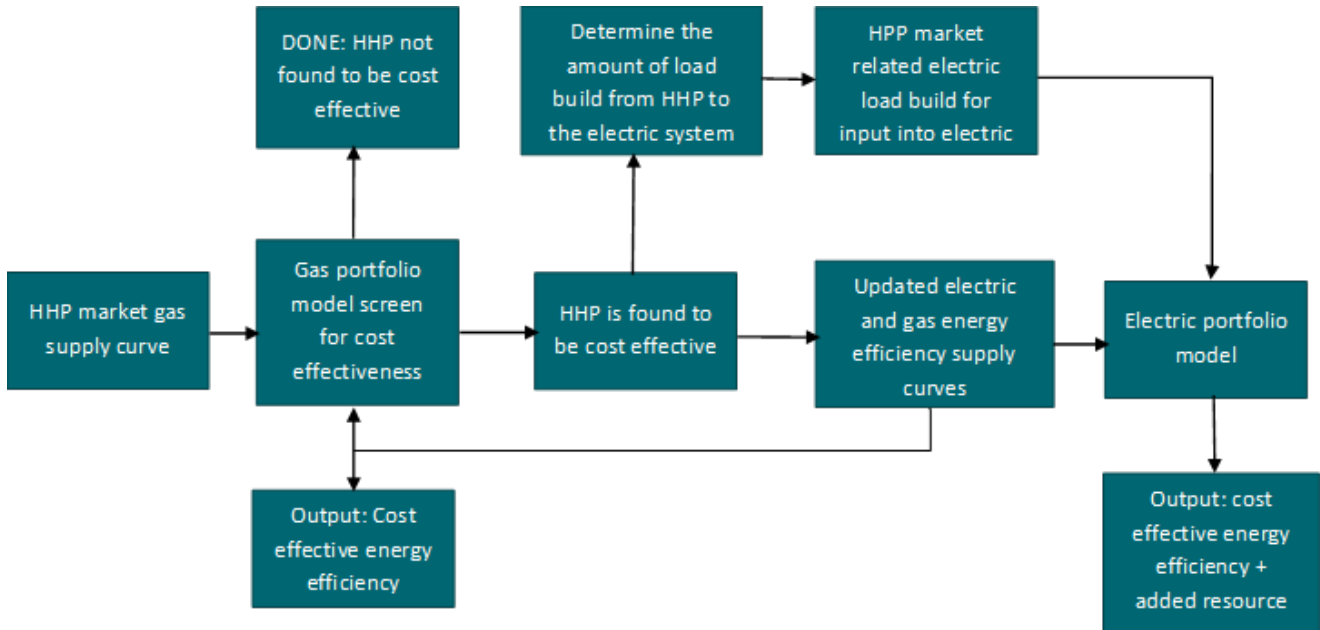 DONE: HHP not
found to be cost
effective
Determine the
amount of load
build from HHP to
the electric system
HPP market
related electric
load build for
input into electric
HHP market gas
supply curve
Gas portfolio
model screen
for cost
effectiveness
HHP is found to
be cost effective
Updated electric
and gas energy
efficiency supply
curves
Electric portfolio
model
Output: Cost
effective energy
efficiency
Output: cost
effective energy
efficiency +
added resource